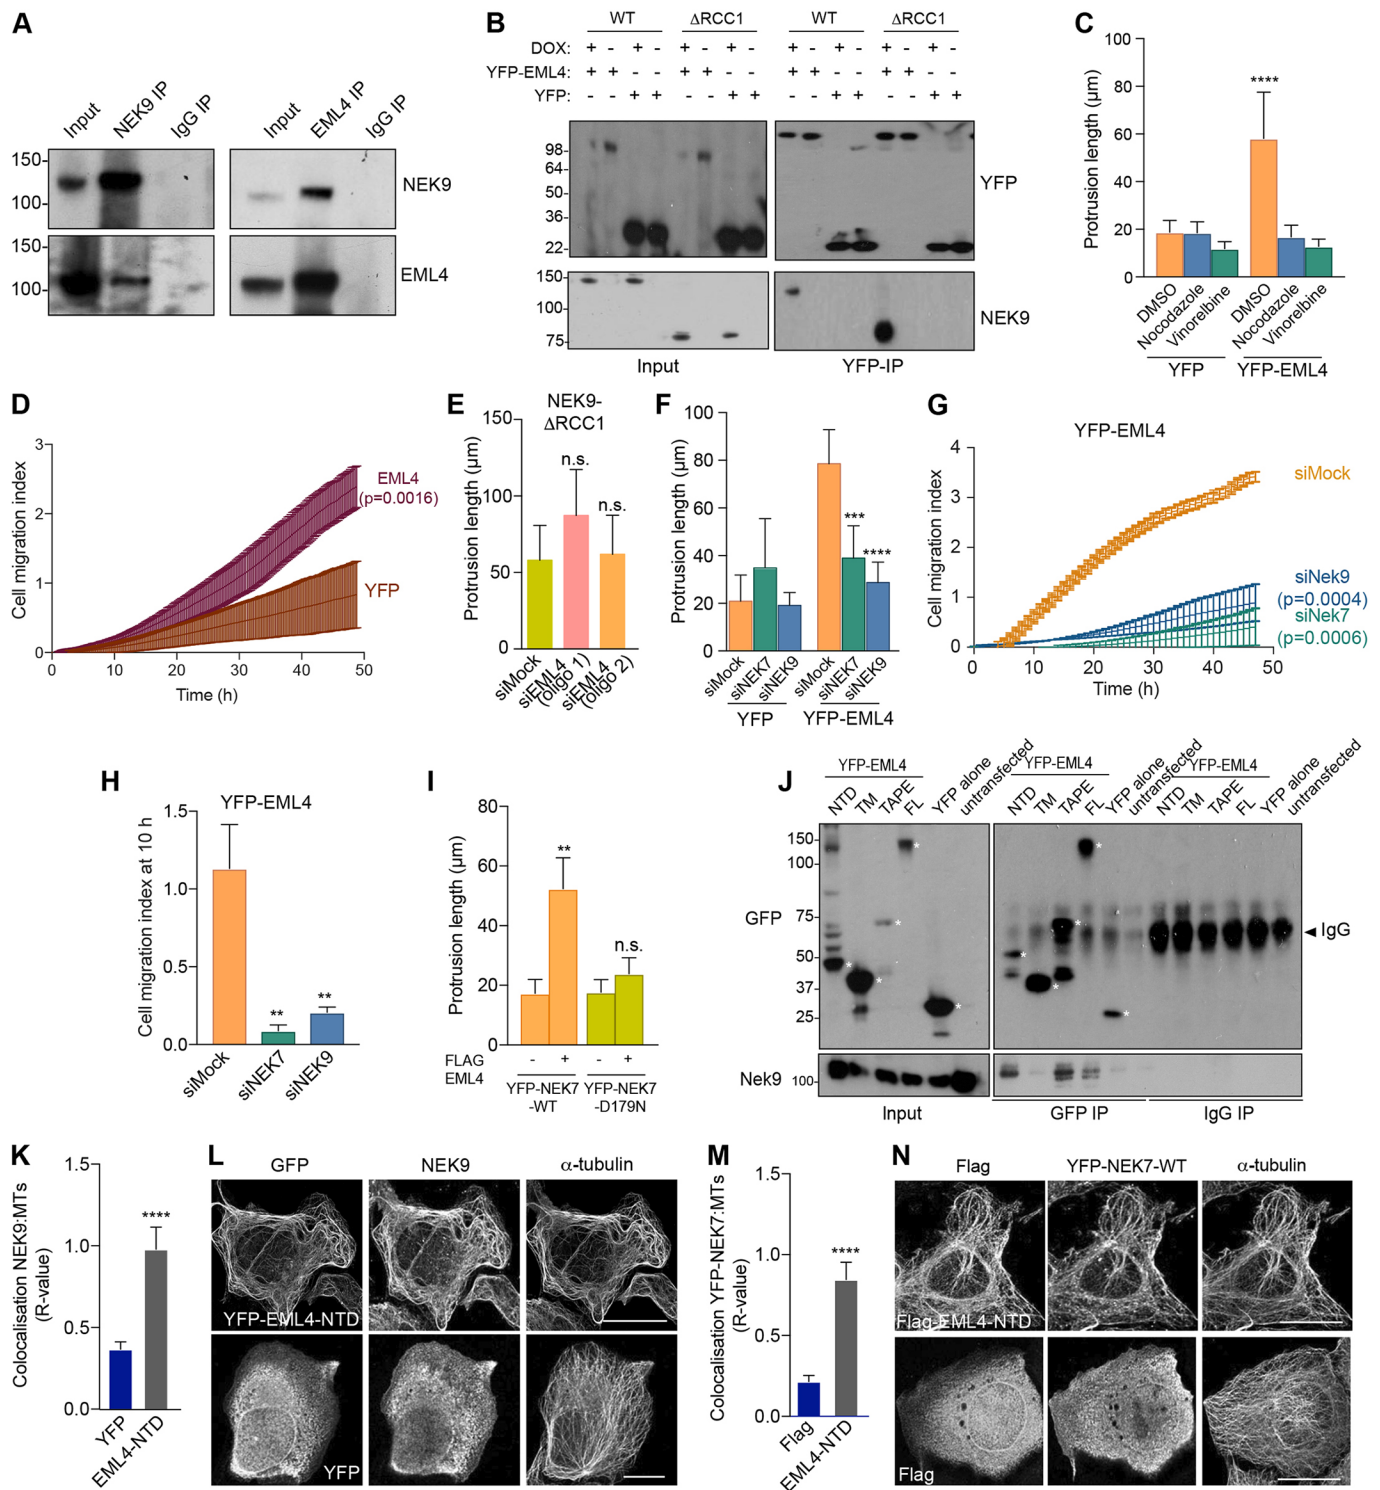 A
Input
NEK9 IP
IgG IP
Input
EML4 IP
IgG IP
150-
100-
NEK9
150-
100-
EML4
B
WT
ΔRCC1
WT
ΔRCC1
DOX: + - + - + - + - + - + - + - + -
YFP-EML4: + + - - + + - - + + - - + + - -
YFP: - - + + - - + + - - + + - - + +
98-
64-
50-
36-
22-
YFP
150-
100-
75-
NEK9
Input
YFP-IP
C
Protrusion length (µm)
100
80
60
40
20
0
****
DMSO
Nocodazole
Vinorelbine
DMSO
Nocodazole
Vinorelbine
YFP
YFP-EML4
D
Cell migration index
3
2
1
0
EML4
(p=0.0016)
YFP
0 10 20 30 40 50
Time (h)
E
NEK9-
ΔRCC1
Protrusion length (µm)
150
100
50
0
n.s.
n.s.
siMock
siEML4
(oligo 1)
siEML4
(oligo 2)
F
Protrusion length (µm)
100
80
60
40
20
0
***
****
siMock
siNEK7
siNEK9
siMock
siNEK7
siNEK9
YFP
YFP-EML4
G
YFP-EML4
Cell migration index
4
3
2
1
0
siMock
siNek9
(p=0.0004)
siNek7
(p=0.0006)
0 10 20 30 40 50
Time (h)
H
YFP-EML4
Cell migration index at 10 h
1.5
1.0
0.5
0.0
**
**
siMock
siNEK7
siNEK9
I
Protrusion length (µm)
80
60
40
20
0
**
n.s.
FLAG
EML4
- + - +
YFP-NEK7
-WT
YFP-NEK7
-D179N
J
YFP-EML4
NTD
TM
TAPE
FL
YFP alone
untransfected
YFP-EML4
NTD
TM
TAPE
FL
YFP alone
untransfected
YFP-EML4
NTD
TM
TAPE
FL
YFP alone
untransfected
GFP
150-
100-
75-
50-
37-
25-
IgG
Nek9
100-
Input
GFP IP
IgG IP
K
Colocalisation NEK9:MTs
(R-value)
1.5
1.0
0.5
0.0
****
YFP
EML4-NTD
L
GFP
NEK9
α-tubulin
YFP-EML4-NTD
YFP
M
Colocalisation YFP-NEK7:MTs
(R-value)
1.5
1.0
0.5
0.0
****
Flag
EML4-NTD
N
Flag
YFP-NEK7-WT
α-tubulin
Flag-EML4-NTD
Flag